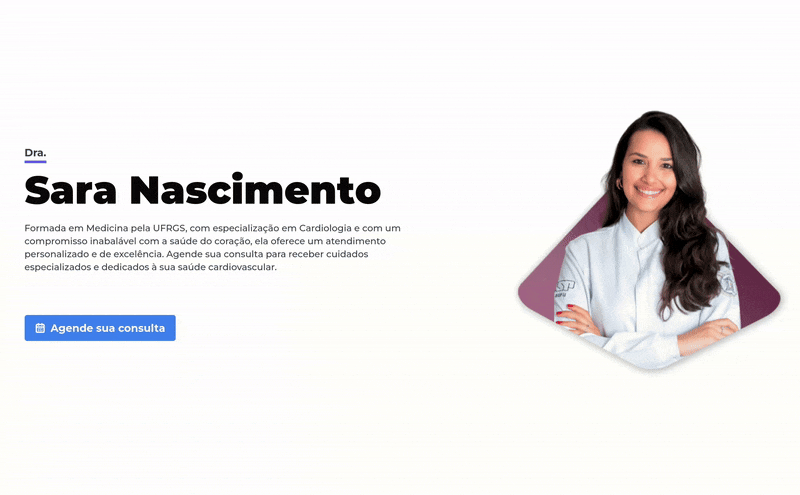 Dra.
Sara Nascimento
Formada em Medicina pela UFRGS, com especialização em Cardiologia e com um
compromisso inabalável com a saúde do coração, ela oferece um atendimento
personalizado e de excelência. Agende sua consulta para receber cuidados
especializados e dedicados à sua saúde cardiovascular.
Agende sua consulta